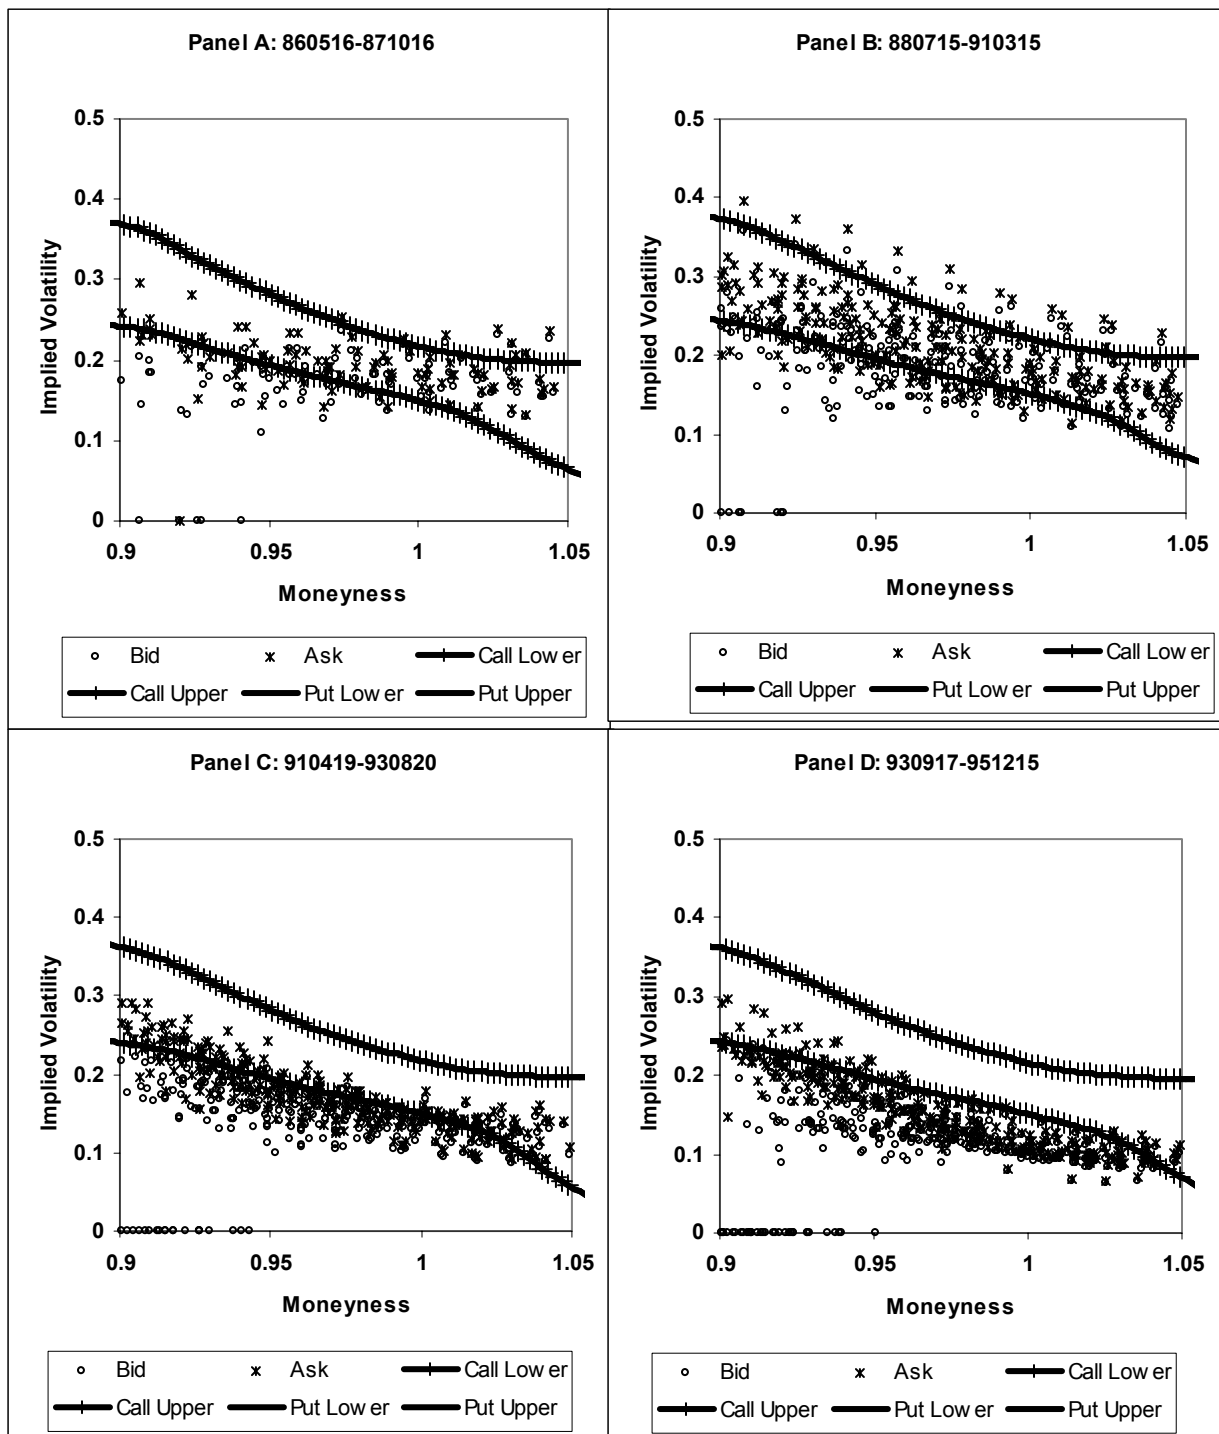 Panel A: 860516-871016
0.5
0.4
0.3
0.2
0.1
0
Implied Volatility
0.9 0.95 1 1.05
Moneyness
Bid Ask Call Lower
Call Upper Put Lower Put Upper
Panel B: 880715-910315
0.5
0.4
0.3
0.2
0.1
0
Implied Volatility
0.9 0.95 1 1.05
Moneyness
Bid Ask Call Lower
Call Upper Put Lower Put Upper
Panel C: 910419-930820
0.5
0.4
0.3
0.2
0.1
0
Implied Volatility
0.9 0.95 1 1.05
Moneyness
Bid Ask Call Lower
Call Upper Put Lower Put Upper
Panel D: 930917-951215
0.5
0.4
0.3
0.2
0.1
0
Implied Volatility
0.9 0.95 1 1.05
Moneyness
Bid Ask Call Lower
Call Upper Put Lower Put Upper